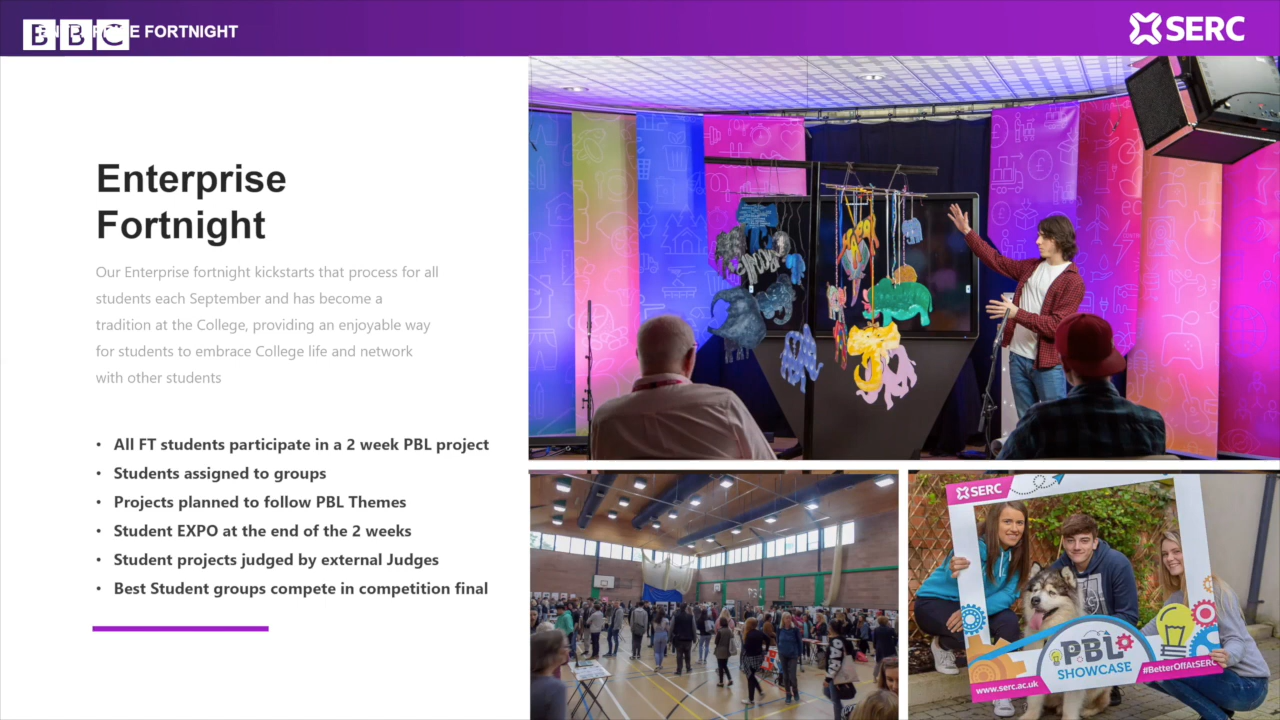 BBC
ENTERPRISE FORTNIGHT
SERC
Enterprise
Fortnight
Our Enterprise fortnight kickstarts that process for all
students each September and has become a
tradition at the College, providing an enjoyable way
for students to embrace College life and network
with other students
• All FT students participate in a 2 week PBL project
• Students assigned to groups
• Projects planned to follow PBL Themes
• Student EXPO at the end of the 2 weeks
• Student projects judged by external Judges
• Best Student groups compete in competition final
SERC
PBL
SHOWCASE
www.serc.ac.uk
#BetterOffAtSERC